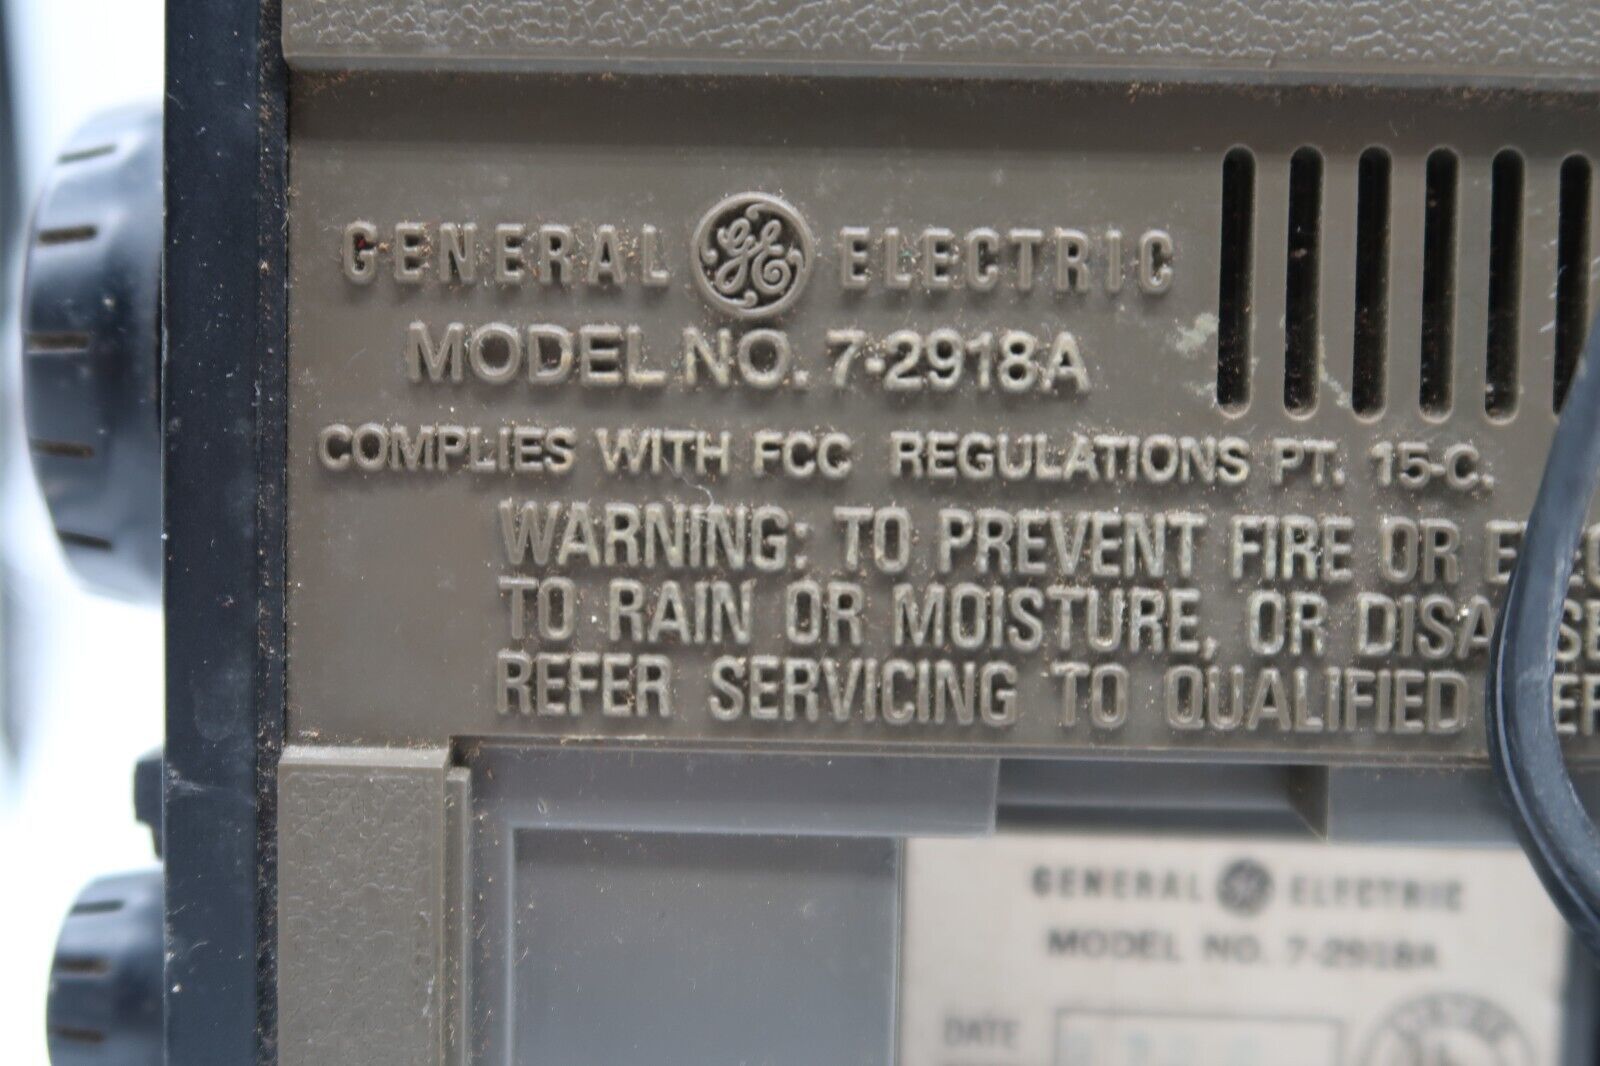 GENERAL GE ELECTRIC
MODEL NO. 7-2918A
COMPLIES WITH FCC REGULATIONS PT. 15-C.
WARNING: TO PREVENT FIRE OR
TO RAIN OR MOISTURE, OR
REFER SERVICING TO QUALIFIED
GENERAL GE ELECTRIC
MODEL NO. 7-2918A
DATE